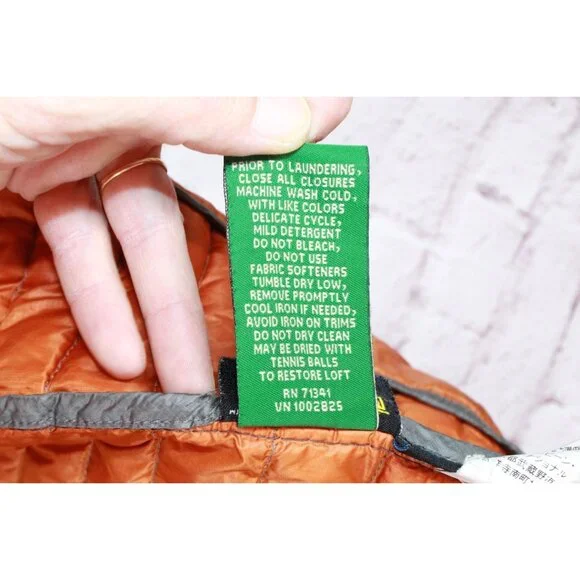 PRIOR TO LAUNDERING,
CLOSE ALL CLOSURES
MACHINE WASH COLD,
WITH LIKE COLORS
DELICATE CYCLE,
MILD DETERGENT
DO NOT BLEACH,
DO NOT USE
FABRIC SOFTENERS
TUMBLE DRY LOW,
REMOVE PROMPTLY
COOL IRON IF NEEDED,
AVOID IRON ON TRIMS
DO NOT DRY CLEAN
MAY BE DRIED WITH
TENNIS BALLS
TO RESTORE LOFT
RN 71341
VN 1002825